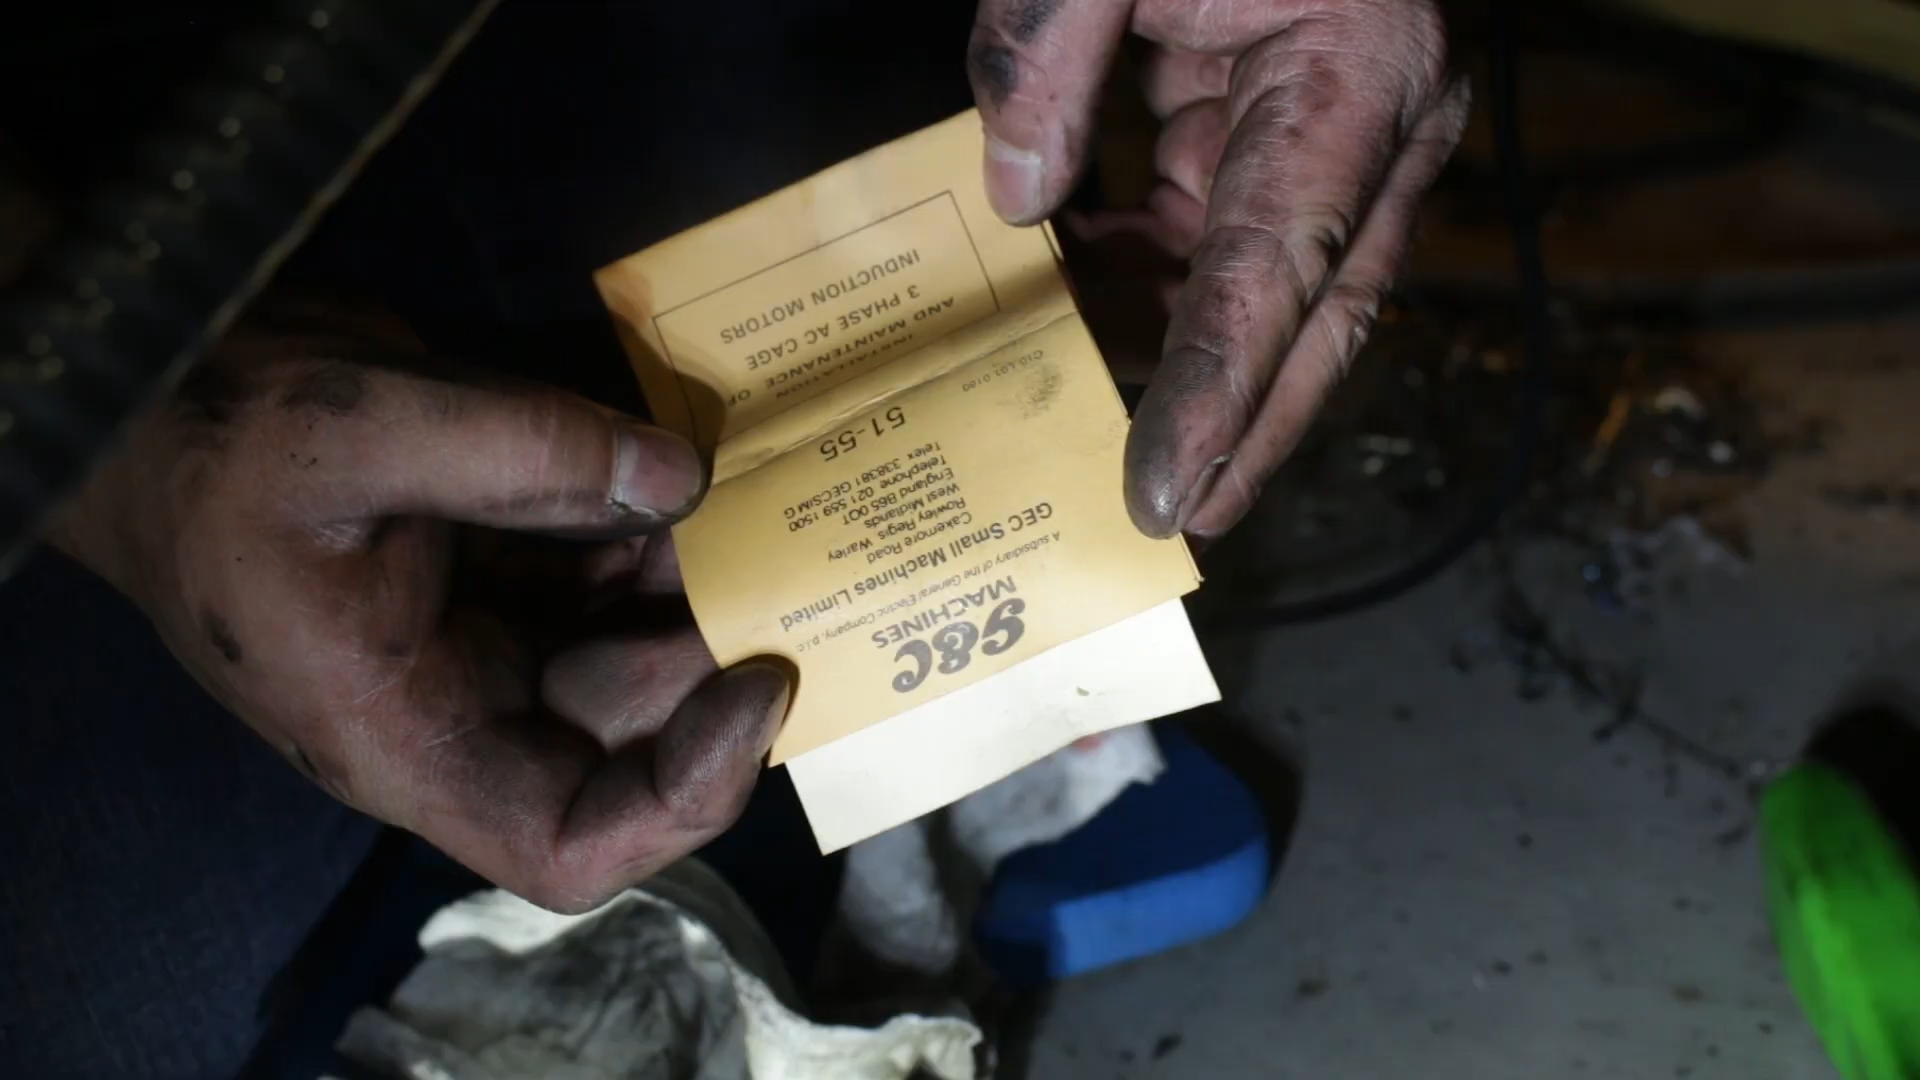 GEC
MACHINES
A subsidiary of the General Electric Company, p.l.c.
GEC Small Machines Limited
Cakemore Road
Rowley Regis Warley
West Midlands
England B65 0QT
Telephone 021 559 1500
Telex 338381 GECSIM G
51-55
INSTALLATION
AND MAINTENANCE OF
3 PHASE AC CAGE
INDUCTION MOTORS